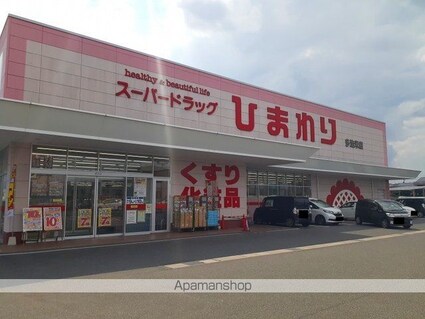 healthy & beautiful life
スーパードラッグ
ひまわり
くすり
化粧品
Apamanshop